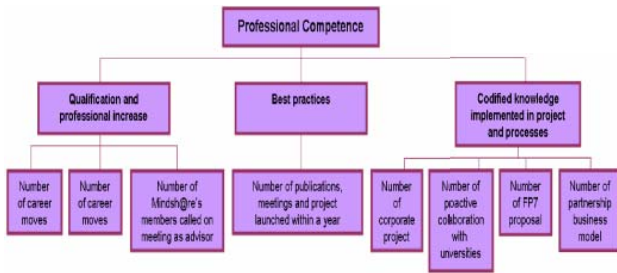 Professional Competence
Qualification and
professional increase
Best practices
Codified knowledge
implemented in project
and processes
Number
of career
moves
Number
of career
moves
Number of
Mindsh@re's
members called on
meeting as advisor
Number of publications,
meetings and project
launched within a year
Number
of
corporate
project
Number of
poactive
colaboration
with
unversities
Number
of FP7
proposal
Number of
partnership
business
model